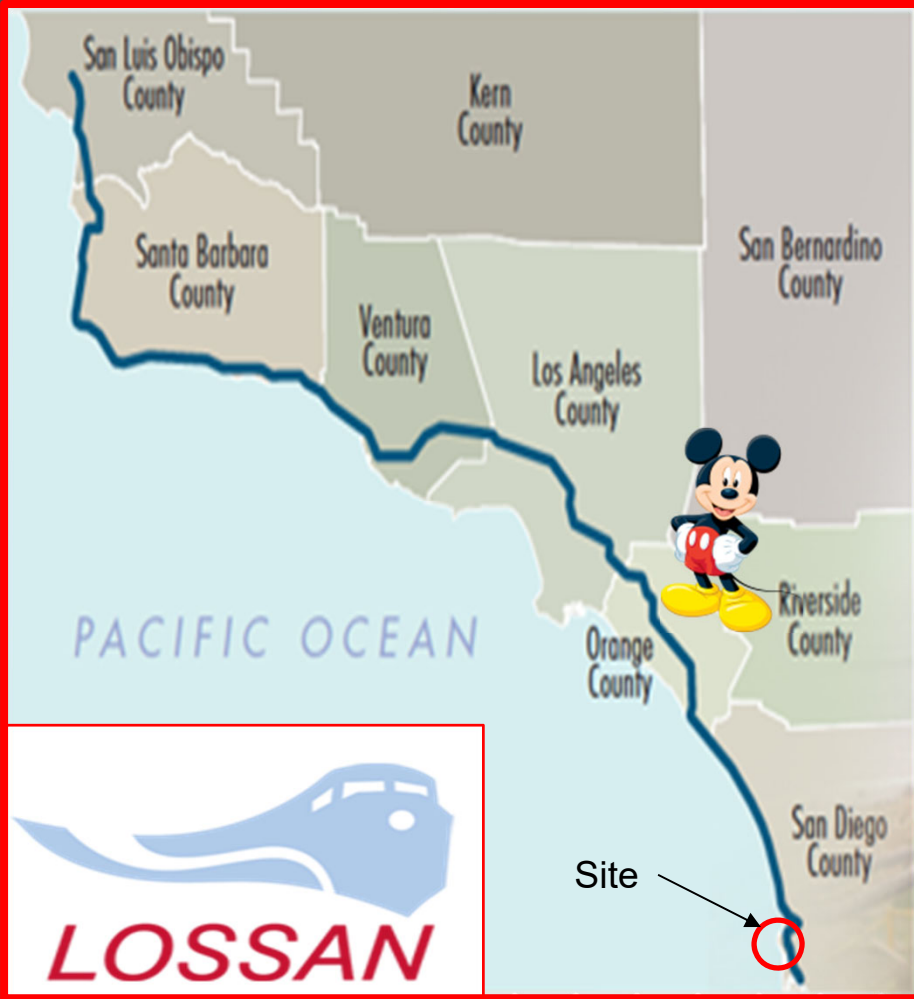 San Luis Obispo
County
Kern
County
Santa Barbara
County
San Bernardino
County
Ventura
County
Los Angeles
County
Riverside
County
PACIFIC OCEAN
Orange
County
San Diego
County
Site
LOSSAN